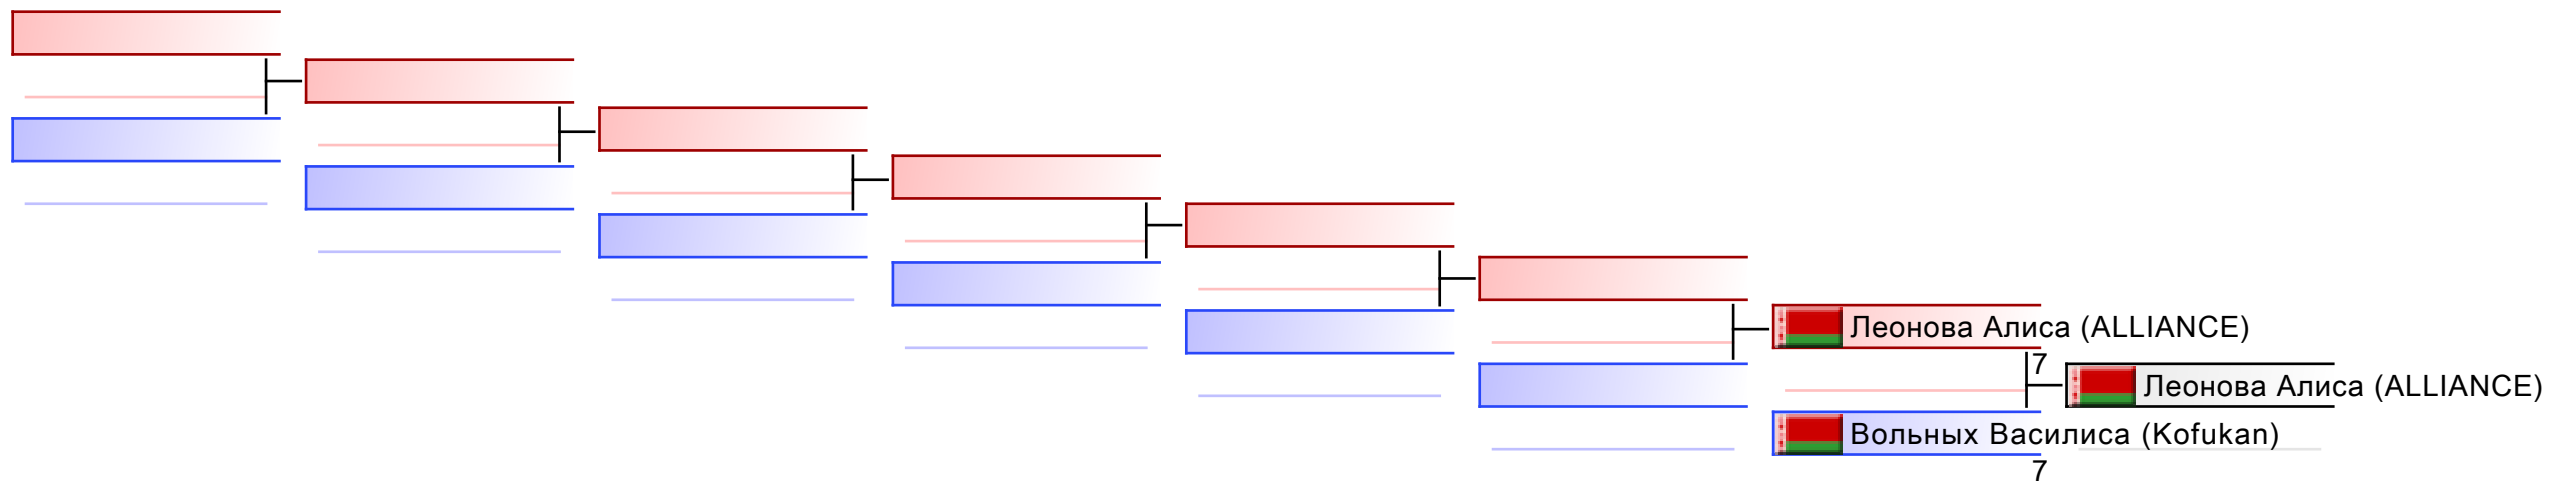 Леонова Алиса (ALLIANCE)
7
Леонова Алиса (ALLIANCE)
Вольных Василиса (Kofukan)
7